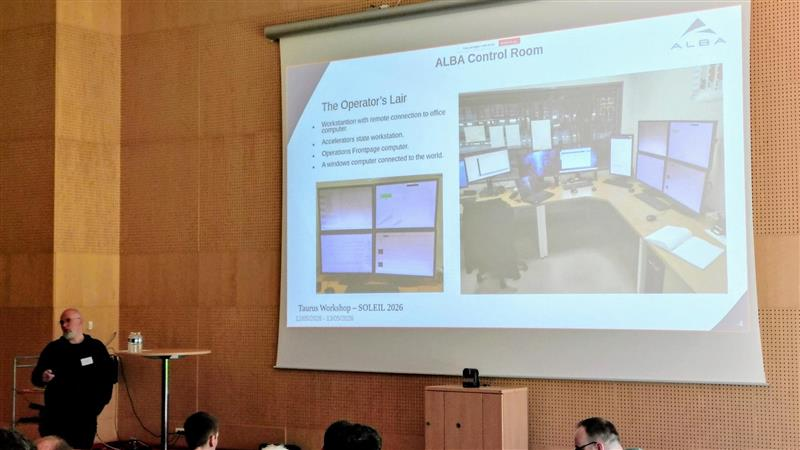 ALBA Control Room
ALBA
The Operator's Lair
Workstantion with remote connection to office
computer.
Accelerators state workstation.
Operations Frontpage computer.
A windows computer connected to the world.
Taurus Workshop – SOLEIL 2026